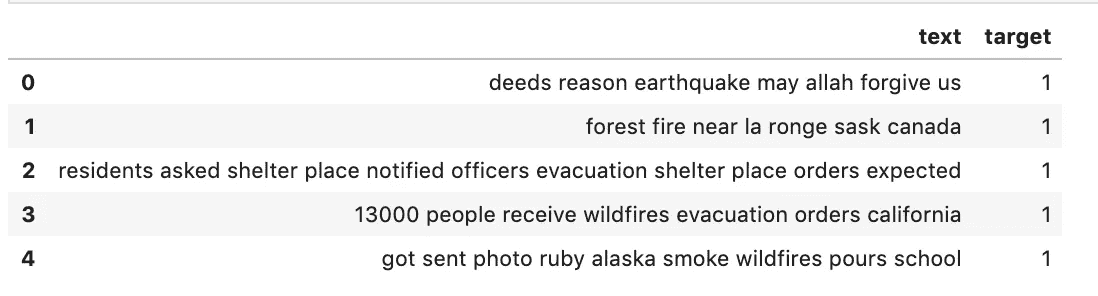 text target
0 deeds reason earthquake may allah forgive us 1
1 forest fire near la ronge sask canada 1
2 residents asked shelter place notified officers evacuation shelter place orders expected 1
3 13000 people receive wildfires evacuation orders california 1
4 got sent photo ruby alaska smoke wildfires pours school 1